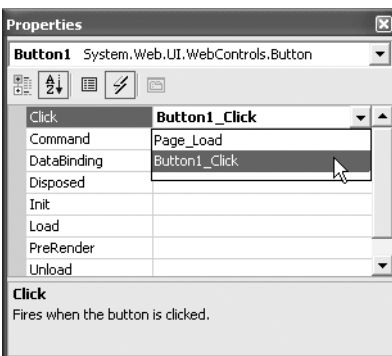 Properties
Button1 System.Web.UI.WebControls.Button
Click Button1_Click
Command Page_Load
DataBinding Button1_Click
Disposed
Init
Load
PreRender
Unload
Click
Fires when the button is clicked.